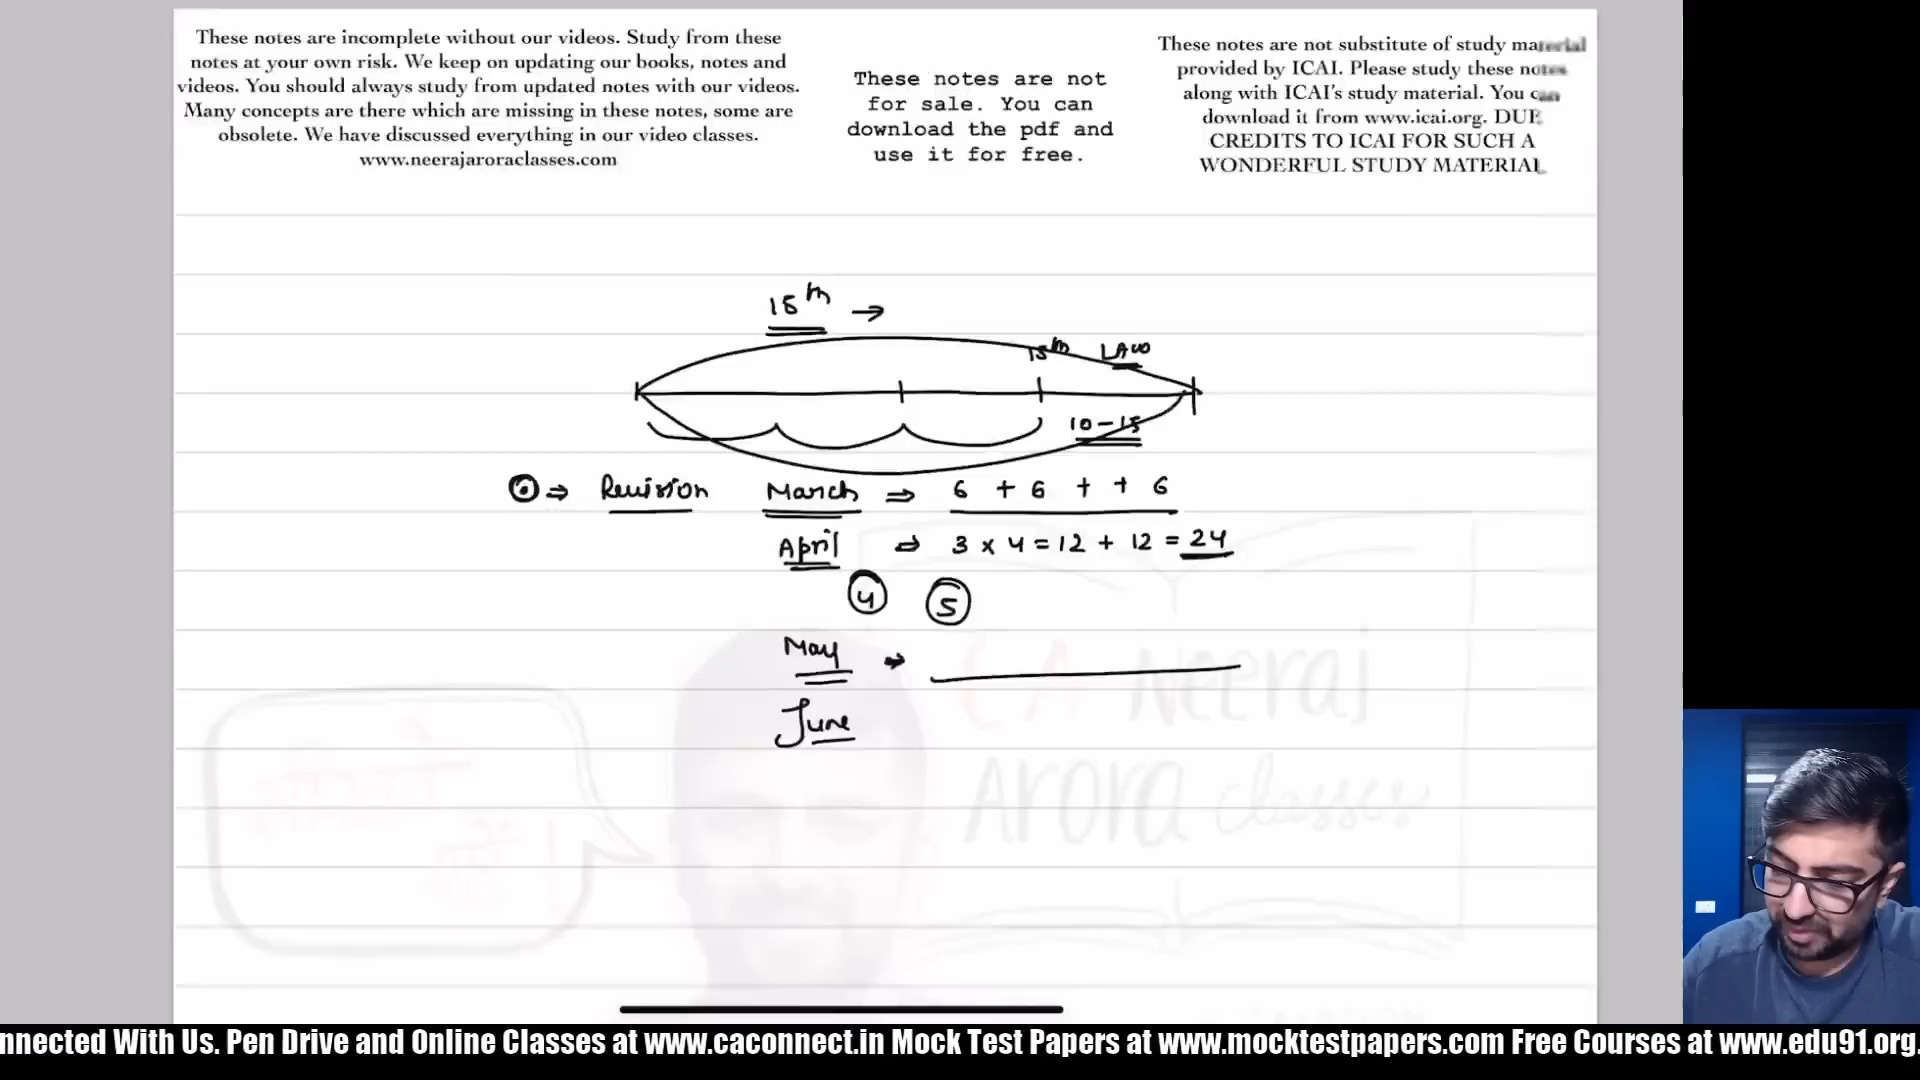 These notes are incomplete without our videos. Study from these
notes at your own risk. We keep on updating our books, notes and
videos. You should always study from updated notes with our videos.
Many concepts are there which are missing in these notes, some are
obsolete. We have discussed everything in our video classes.
www.neerajaroraclasses.com
These notes are not
for sale. You can
download the pdf and
use it for free.
These notes are not substitute of study material
provided by ICAI. Please study these notes
along with ICAI's study material. You can
download it from www.icai.org. DUE
CREDITS TO ICAI FOR SUCH A
WONDERFUL STUDY MATERIAL
15th →
15th LAW
10-15
⇒ Revision March ⇒ 6 + 6 + + 6
April ⇒ 3 x 4 = 12 + 12 = 24
4 5
May →
June
CA Neeraj
Arora classes
nnected With Us. Pen Drive and Online Classes at www.caconnect.in Mock Test Papers at www.mocktestpapers.com Free Courses at www.edu91.org.